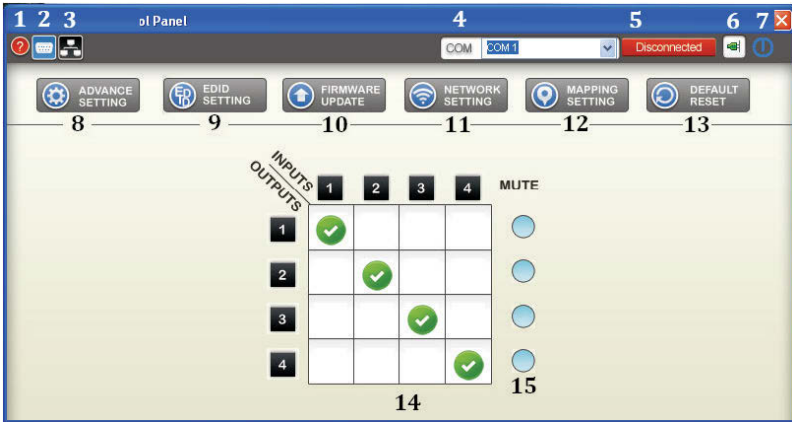 1 2 3 ol Panel 4 5 6 7
? COM COM 1 Disconnected
ADVANCE SETTING EDID SETTING FIRMWARE UPDATE NETWORK SETTING MAPPING SETTING DEFAULT RESET
8 9 10 11 12 13
INPUTS
OUTPUTS
1 2 3 4 MUTE
1
2
3
4
14 15